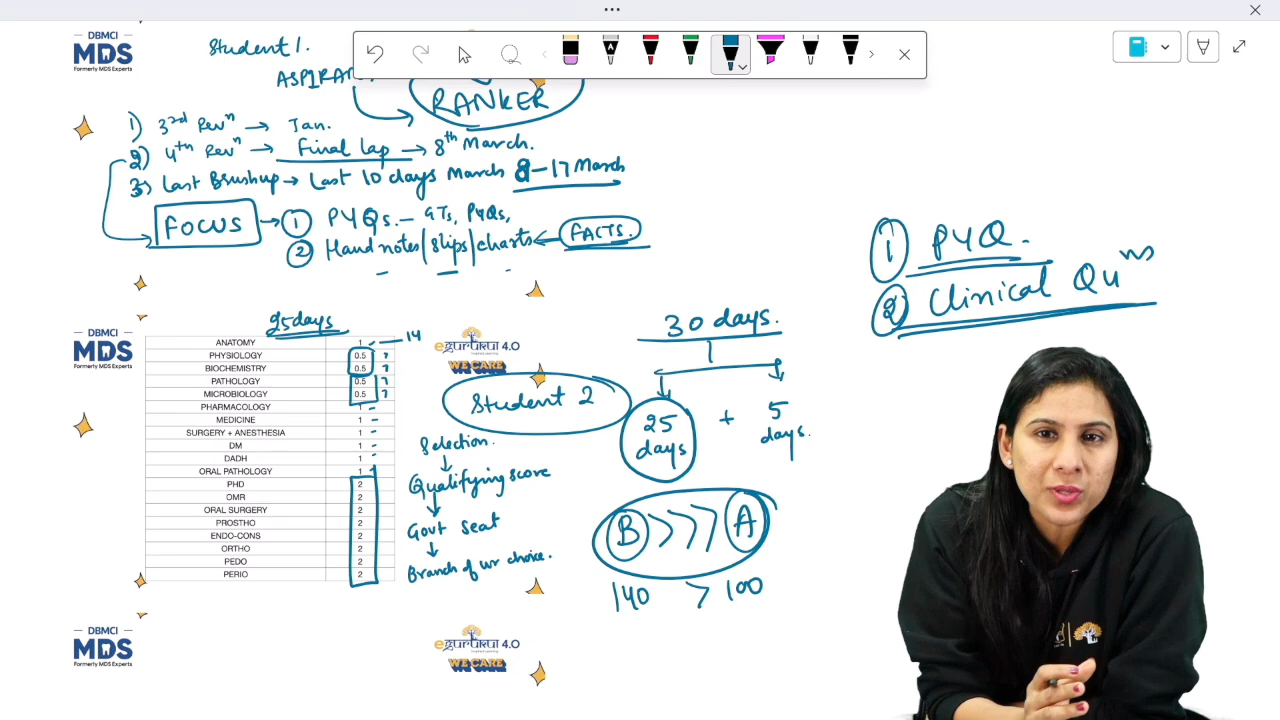 DBMCI
MDS
Formerly MDS Experts
Student 1.
ASPIRA
RANKER
1) 3rd Revn → Jan.
2) 4th Revn → Final lap → 8th March.
3) Last Brushup → Last 10 days March 8-17 March
FOCUS → 1 PYQs. - GTs, PYQs,
2 Hand notes | slips | charts ← FACTS.
1 PYQ.
2 Clinical Quns
25 days
DBMCI
MDS
Formerly MDS Experts
ANATOMY 1 - 14
PHYSIOLOGY 0.5
BIOCHEMISTRY 0.5
PATHOLOGY 0.5
MICROBIOLOGY 0.5
PHARMACOLOGY 1
MEDICINE 1
SURGERY + ANESTHESIA 1
DM 1
DADH 1
ORAL PATHOLOGY 1
PHD 2
OMR 2
ORAL SURGERY 2
PROSTHO 2
ENDO-CONS 2
ORTHO 2
PEDO 2
PERIO 2
egurukul 4.0
WE CARE
Student 2
Selection.
Qualifying score
Govt seat
Branch of ur choice.
30 days.
25 days + 5 days.
B >>> A
140 > 100
DBMCI
MDS
Formerly MDS Experts
egurukul 4.0
WE CARE